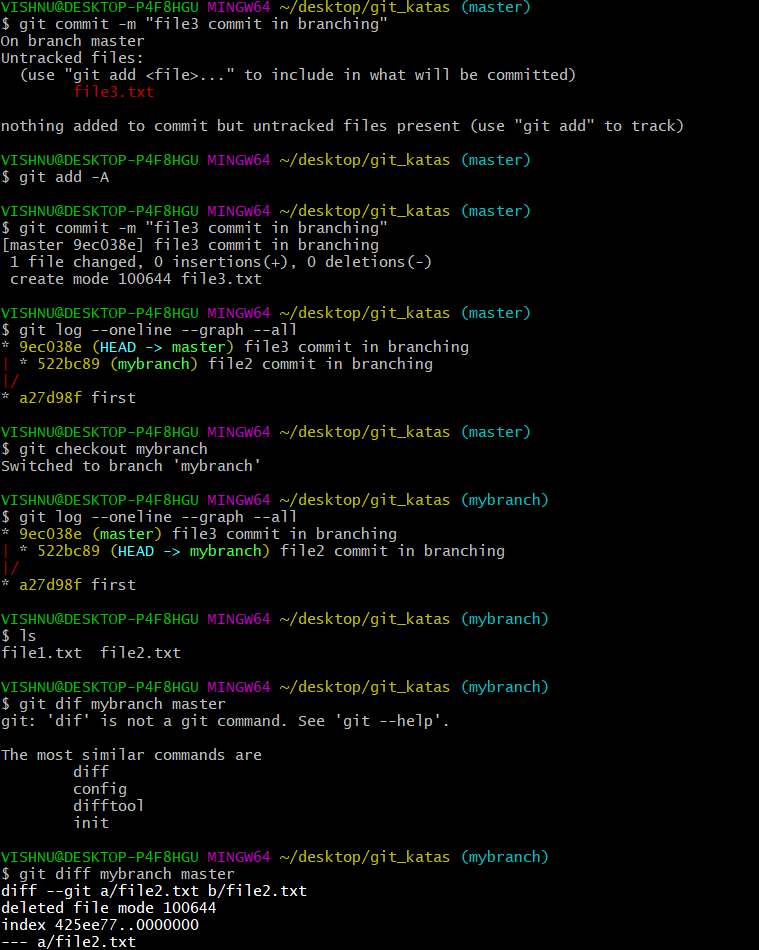 VISHNU@DESKTOP-P4F8HGU MINGW64 ~/desktop/git_katas (master)
$ git commit -m "file3 commit in branching"
On branch master
Untracked files:
  (use "git add <file>..." to include in what will be committed)
        file3.txt

nothing added to commit but untracked files present (use "git add" to track)

VISHNU@DESKTOP-P4F8HGU MINGW64 ~/desktop/git_katas (master)
$ git add -A

VISHNU@DESKTOP-P4F8HGU MINGW64 ~/desktop/git_katas (master)
$ git commit -m "file3 commit in branching"
[master 9ec038e] file3 commit in branching
 1 file changed, 0 insertions(+), 0 deletions(-)
 create mode 100644 file3.txt

VISHNU@DESKTOP-P4F8HGU MINGW64 ~/desktop/git_katas (master)
$ git log --oneline --graph --all
* 9ec038e (HEAD -> master) file3 commit in branching
| * 522bc89 (mybranch) file2 commit in branching
|/
* a27d98f first

VISHNU@DESKTOP-P4F8HGU MINGW64 ~/desktop/git_katas (master)
$ git checkout mybranch
Switched to branch 'mybranch'

VISHNU@DESKTOP-P4F8HGU MINGW64 ~/desktop/git_katas (mybranch)
$ git log --oneline --graph --all
* 9ec038e (master) file3 commit in branching
| * 522bc89 (HEAD -> mybranch) file2 commit in branching
|/
* a27d98f first

VISHNU@DESKTOP-P4F8HGU MINGW64 ~/desktop/git_katas (mybranch)
$ ls
file1.txt  file2.txt

VISHNU@DESKTOP-P4F8HGU MINGW64 ~/desktop/git_katas (mybranch)
$ git dif mybranch master
git: 'dif' is not a git command. See 'git --help'.

The most similar commands are
        diff
        config
        difftool
        init

VISHNU@DESKTOP-P4F8HGU MINGW64 ~/desktop/git_katas (mybranch)
$ git diff mybranch master
diff --git a/file2.txt b/file2.txt
deleted file mode 100644
index 425ee77..0000000
--- a/file2.txt